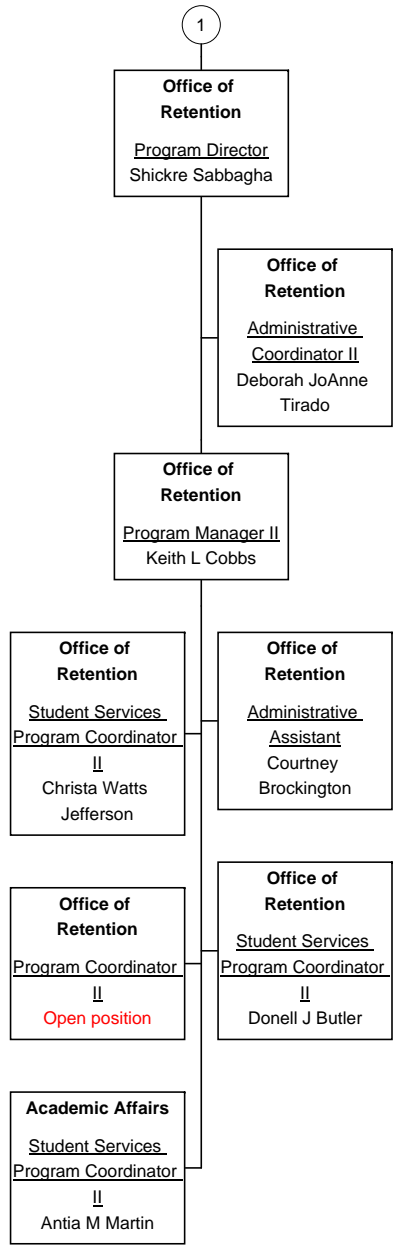 1
Office of
Retention
Program Director
Shickre Sabbagha
Office of
Retention
Administrative
Coordinator II
Deborah JoAnne
Tirado
Office of
Retention
Program Manager II
Keith L Cobbs
Office of
Retention
Student Services
Program Coordinator
II
Christa Watts
Jefferson
Office of
Retention
Administrative
Assistant
Courtney
Brockington
Office of
Retention
Program Coordinator
II
Open position
Office of
Retention
Student Services
Program Coordinator
II
Donell J Butler
Academic Affairs
Student Services
Program Coordinator
II
Antia M Martin